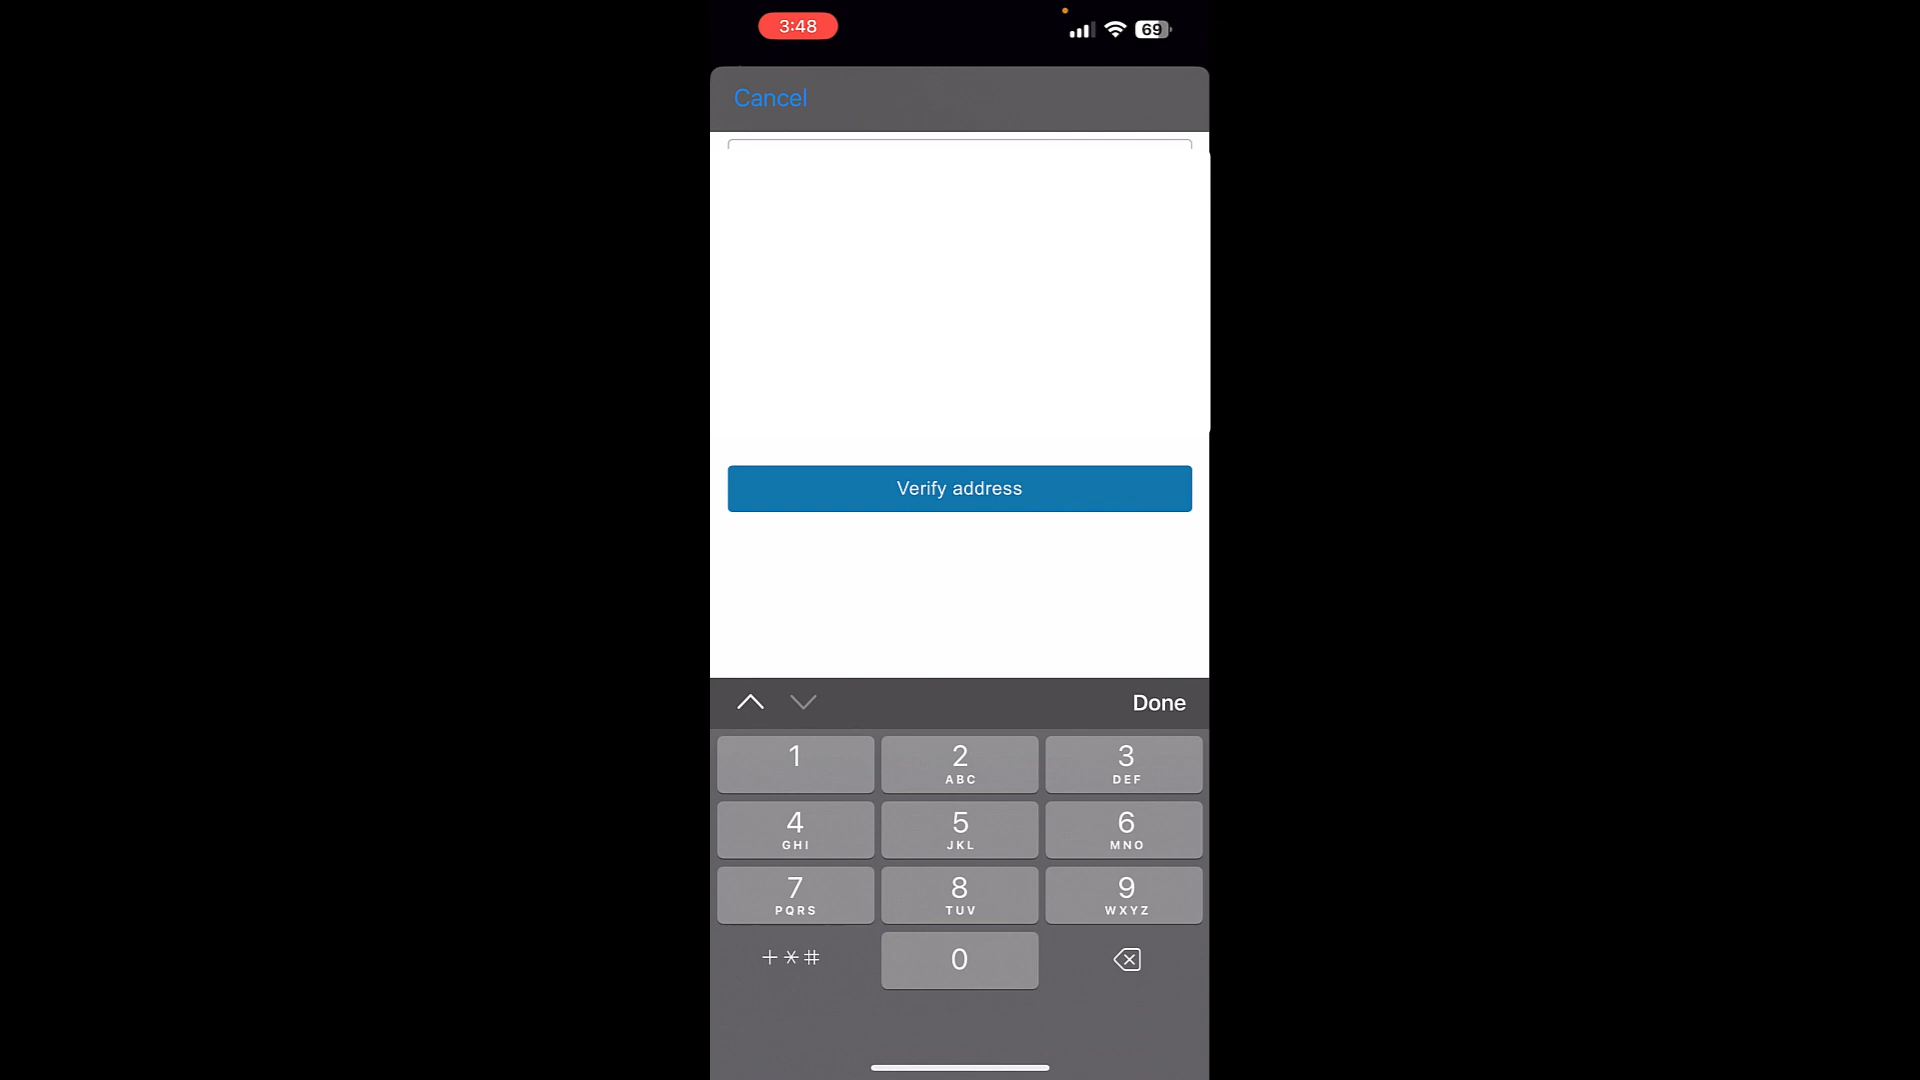 3:48
69
Cancel
Verify address
Done
1
2
ABC
3
DEF
4
GHI
5
JKL
6
MNO
7
PQRS
8
TUV
9
WXYZ
+*#
0